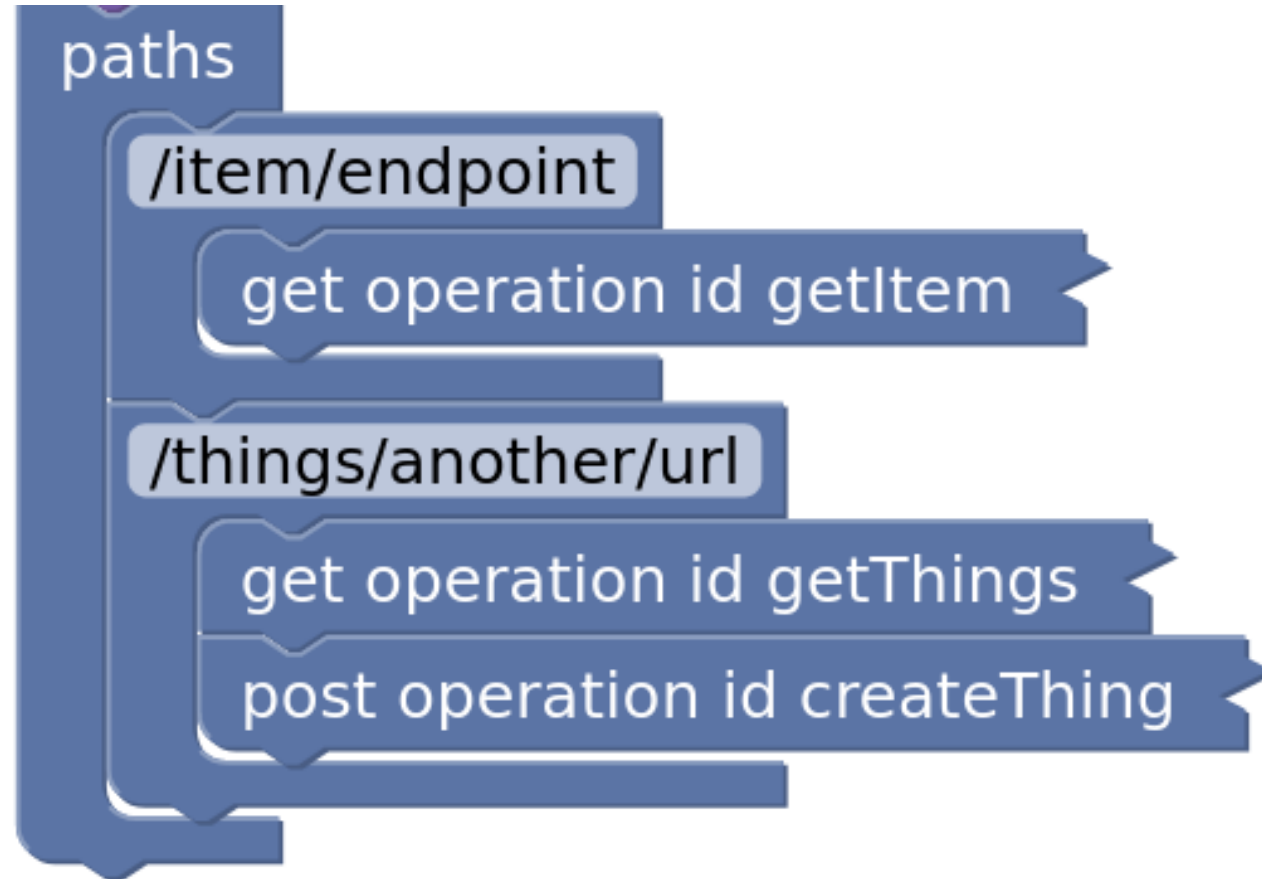 paths
/item/endpoint
get operation id getItem
/things/another/url
get operation id getThings
post operation id createThing